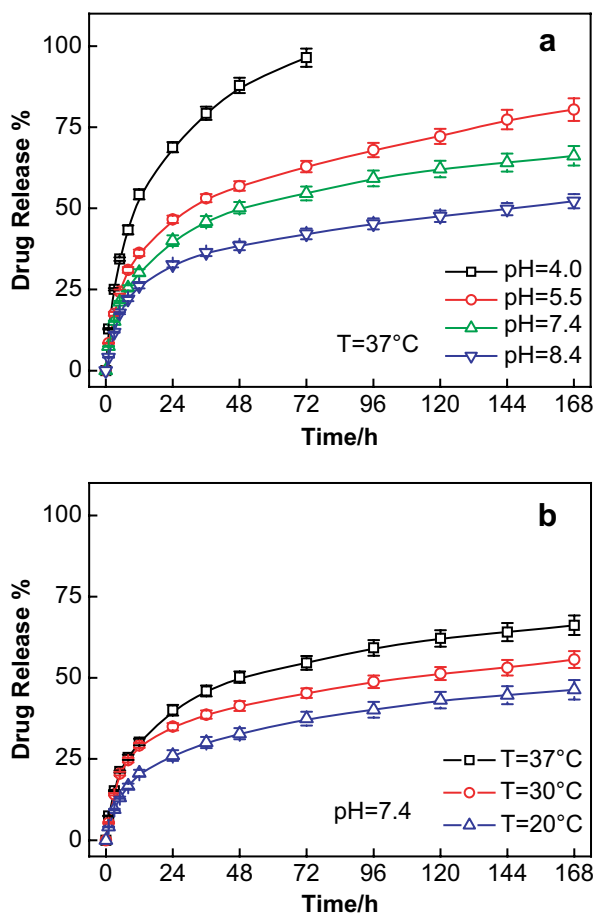 a
100
75
50
25
0
Drug Release %
pH=4.0
pH=5.5
pH=7.4
pH=8.4
T=37°C
0 24 48 72 96 120 144 168
Time/h
b
100
75
50
25
0
Drug Release %
T=37°C
T=30°C
T=20°C
pH=7.4
0 24 48 72 96 120 144 168
Time/h